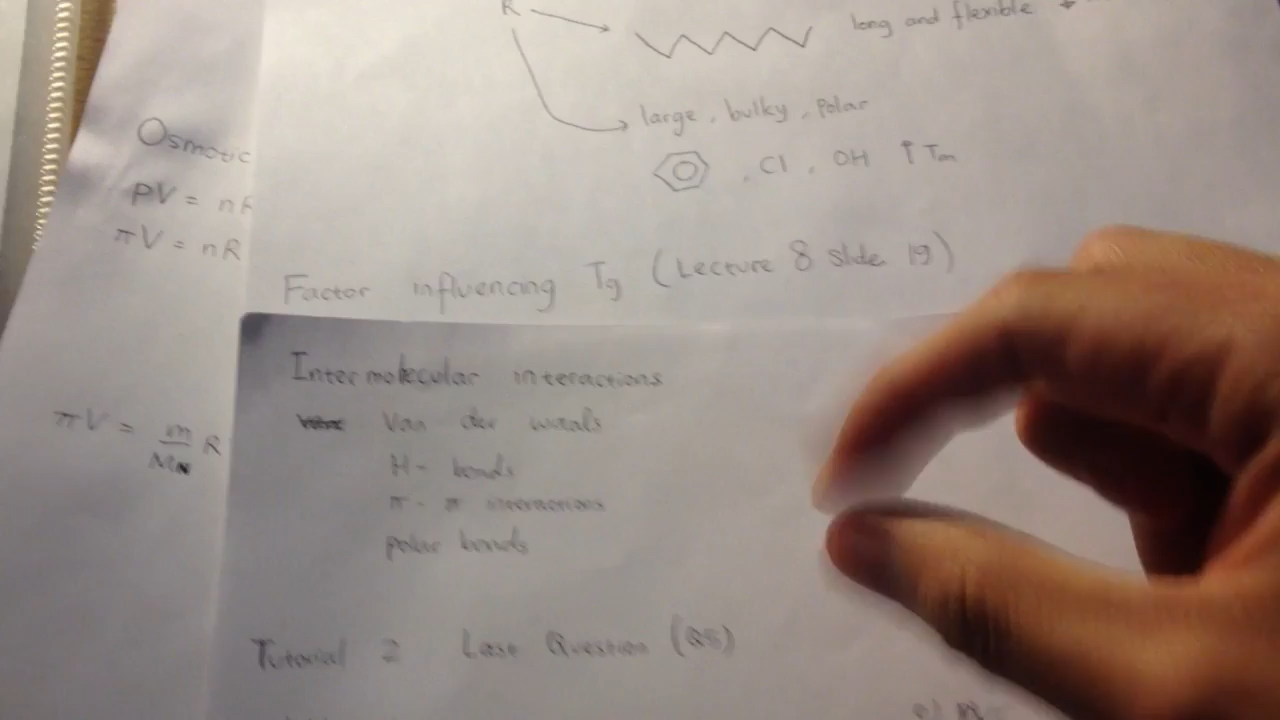 R
long and flexible
large, bulky, Polar
, Cl , OH ↑Tm
Osmotic
PV = nR
πV = nR
Factor influencing Tg (Lecture 8 slide 19)
Intermolecular interactions
Van der waals
H- bonds
π - π interactions
polar bonds
πV = m/Mn R
Tutorial 2 Last Question (Q5)